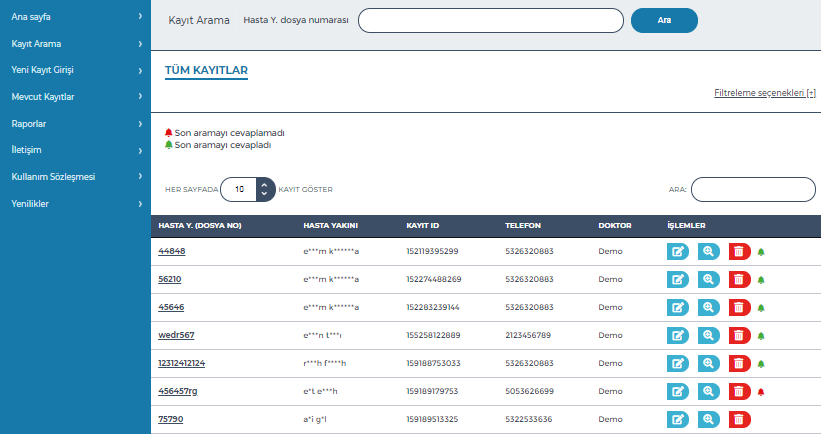 Ana sayfa
Kayıt Arama
Yeni Kayıt Girişi
Mevcut Kayıtlar
Raporlar
İletişim
Kullanım Sözleşmesi
Yenilikler
Kayıt Arama Hasta Y. dosya numarası Ara
TÜM KAYITLAR
Filtreleme seçenekleri [+]
Son aramayı cevaplamadı
Son aramayı cevapladı
HER SAYFADA 10 KAYIT GÖSTER ARA:
HASTA Y. (DOSYA NO) HASTA YAKINI KAYIT ID TELEFON DOKTOR İŞLEMLER
44848 e***m k******a 152119395299 5326320883 Demo
56210 e***m k******a 152274488269 5326320883 Demo
45646 e***m k******a 152283239144 5326320883 Demo
wedr567 e***n t***ı 155258122889 2123456789 Demo
12312412124 r***h f****h 159188753033 5326320883 Demo
456457rg e*t e***h 159189179753 5053626699 Demo
75790 a*i g*l 159189513325 5322533636 Demo